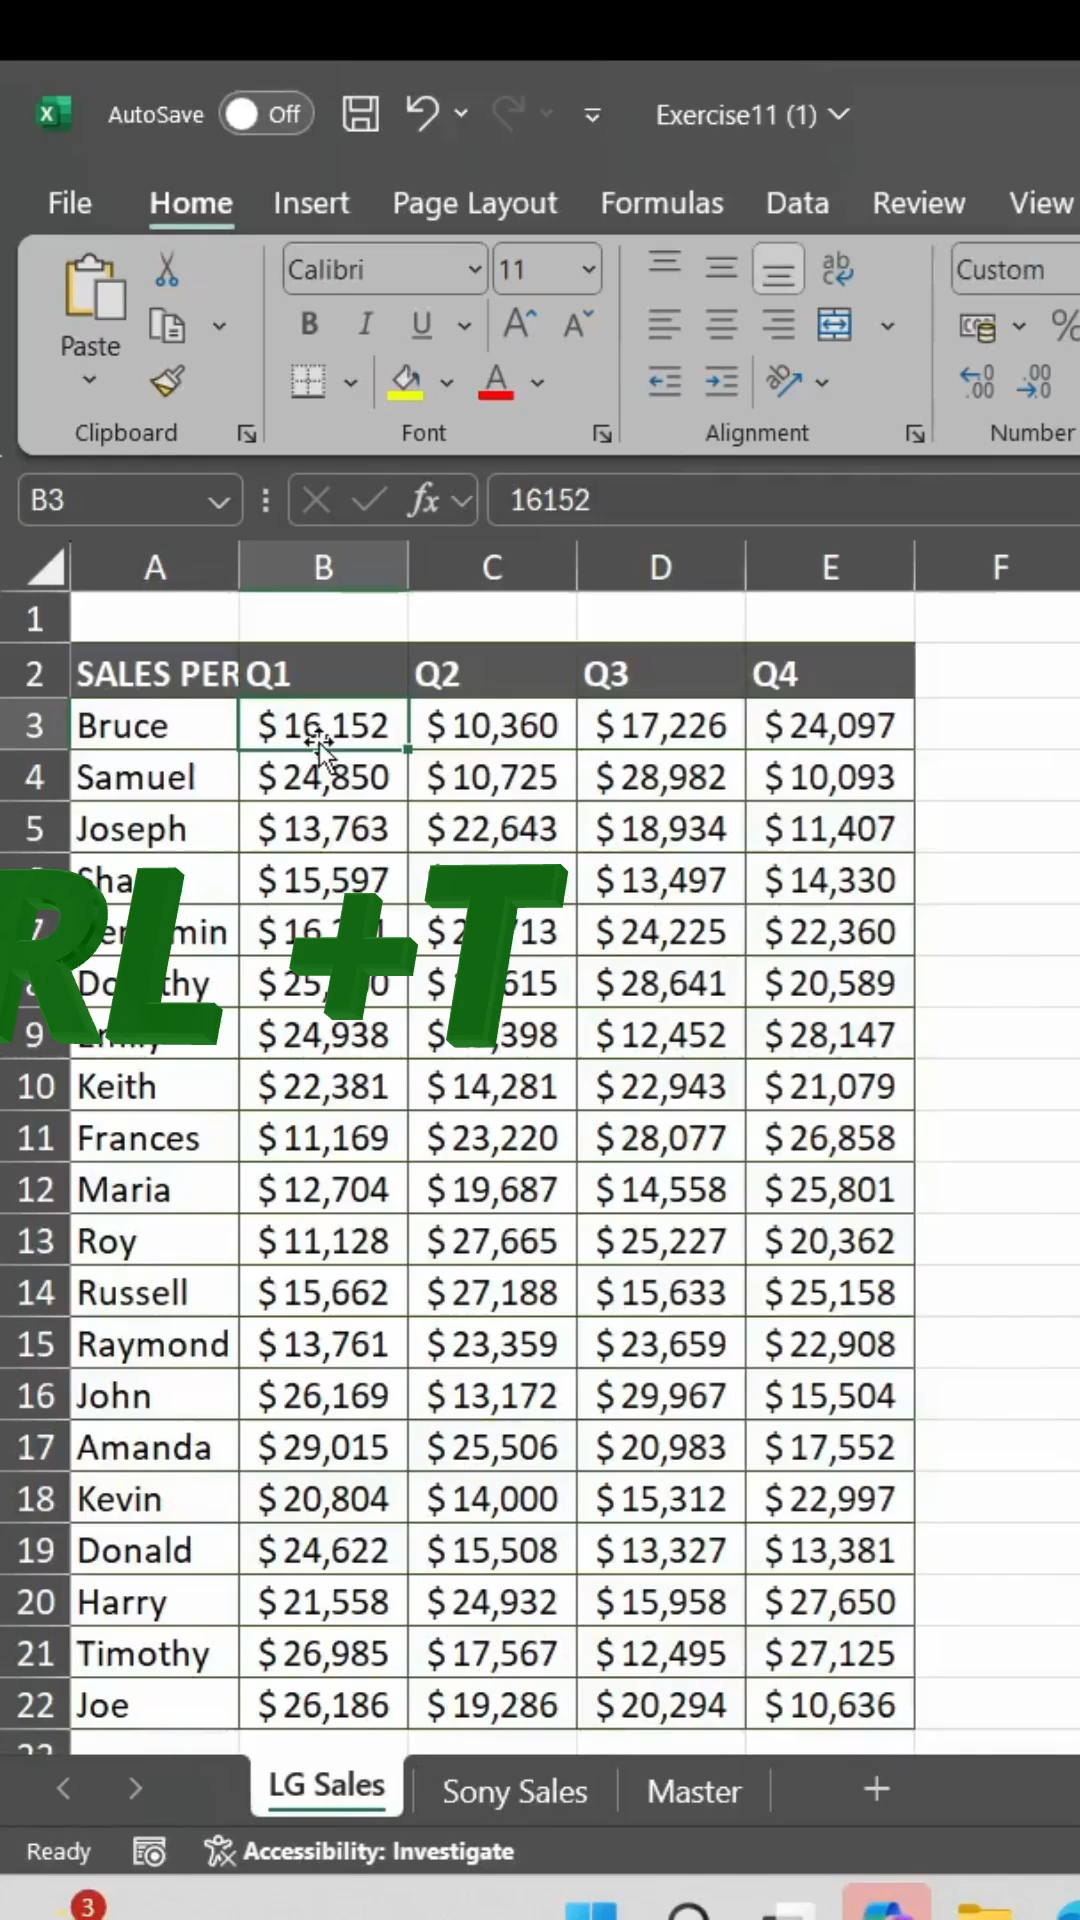 AutoSave Off Exercise11 (1)
File Home Insert Page Layout Formulas Data Review View
Calibri 11 ab c Custom
Paste B I U A A %
A ab .00 .00
Clipboard Font Alignment Number
B3 fx 16152
A B C D E F
1
2 SALES PER Q1 Q2 Q3 Q4
3 Bruce $ 16,152 $ 10,360 $ 17,226 $ 24,097
4 Samuel $ 24,850 $ 10,725 $ 28,982 $ 10,093
5 Joseph $ 13,763 $ 22,643 $ 18,934 $ 11,407
Sha $ 15,597 $ 13,497 $ 14,330
RL +T
7 $ 24,225 $ 22,360
$ 28,641 $ 20,589
9 $ 24,938 $ 12,452 $ 28,147
10 Keith $ 22,381 $ 14,281 $ 22,943 $ 21,079
11 Frances $ 11,169 $ 23,220 $ 28,077 $ 26,858
12 Maria $ 12,704 $ 19,687 $ 14,558 $ 25,801
13 Roy $ 11,128 $ 27,665 $ 25,227 $ 20,362
14 Russell $ 15,662 $ 27,188 $ 15,633 $ 25,158
15 Raymond $ 13,761 $ 23,359 $ 23,659 $ 22,908
16 John $ 26,169 $ 13,172 $ 29,967 $ 15,504
17 Amanda $ 29,015 $ 25,506 $ 20,983 $ 17,552
18 Kevin $ 20,804 $ 14,000 $ 15,312 $ 22,997
19 Donald $ 24,622 $ 15,508 $ 13,327 $ 13,381
20 Harry $ 21,558 $ 24,932 $ 15,958 $ 27,650
21 Timothy $ 26,985 $ 17,567 $ 12,495 $ 27,125
22 Joe $ 26,186 $ 19,286 $ 20,294 $ 10,636
LG Sales Sony Sales Master +
Ready Accessibility: Investigate
3